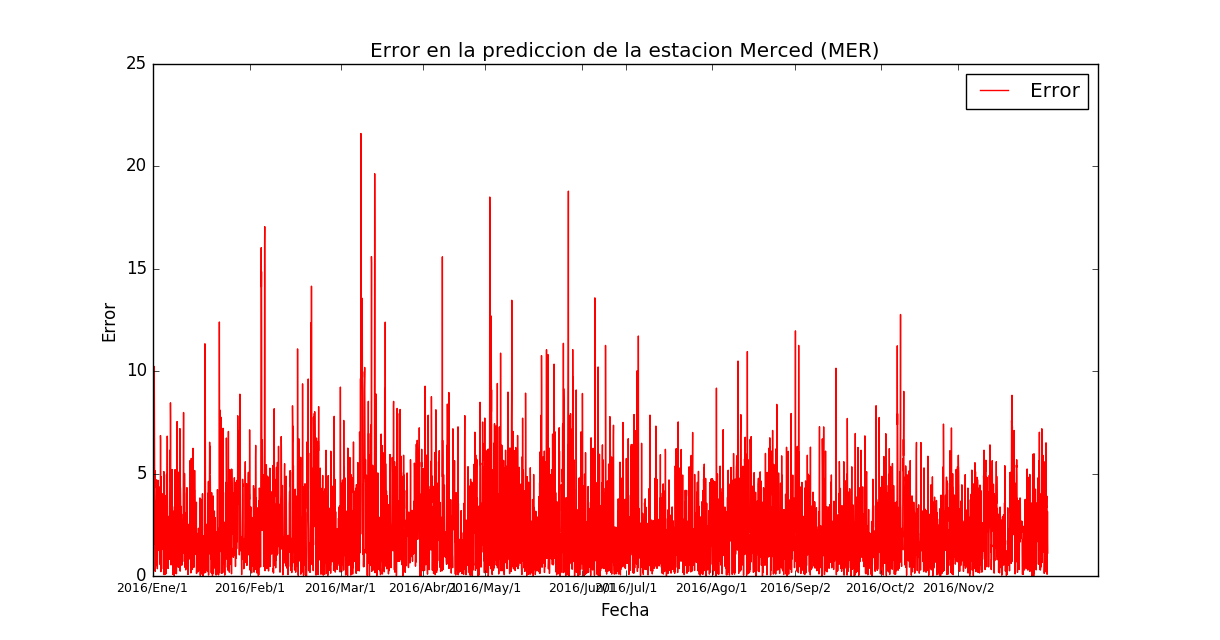 Error en la prediccion de la estacion Merced (MER)
Error
25
20
15
10
5
0
Error
2016/Ene/1 2016/Feb/1 2016/Mar/1 2016/Abr/1 2016/May/1 2016/Jun/1 2016/Jul/1 2016/Ago/1 2016/Sep/2 2016/Oct/2 2016/Nov/2
Fecha